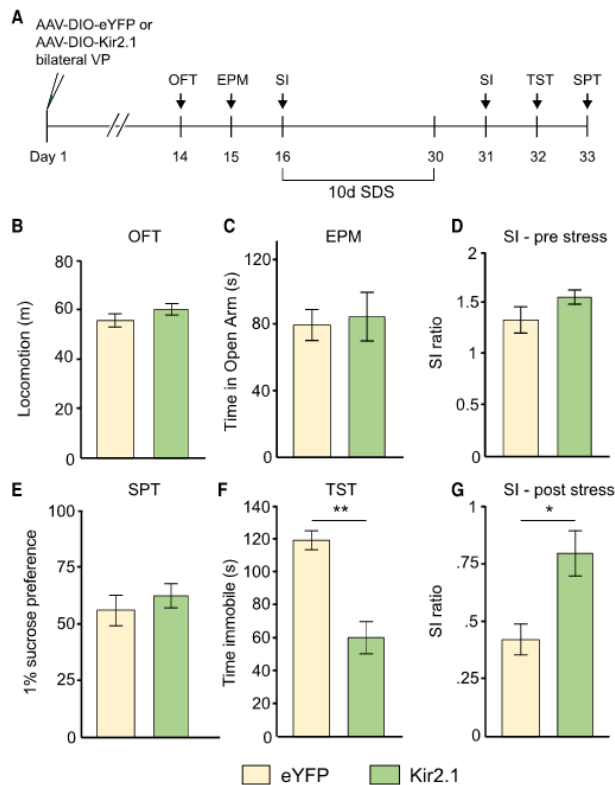 A
AAV-DIO-eYFP or
AAV-DIO-Kir2.1
bilateral VP
OFT EPM SI SI TST SPT
Day 1 14 15 16 30 31 32 33
10d SDS
B OFT
Locomotion (m)
80
60
40
20
0
C EPM
Time in Open Arm (s)
120
80
40
0
D SI - pre stress
SI ratio
2
1.5
1
1.5
0
E SPT
1% sucrose preference
100
75
50
25
0
F TST
Time immobile (s)
140
120
100
80
60
40
20
0
**
G SI - post stress
SI ratio
1
.75
.5
.25
0
*
eYFP Kir2.1